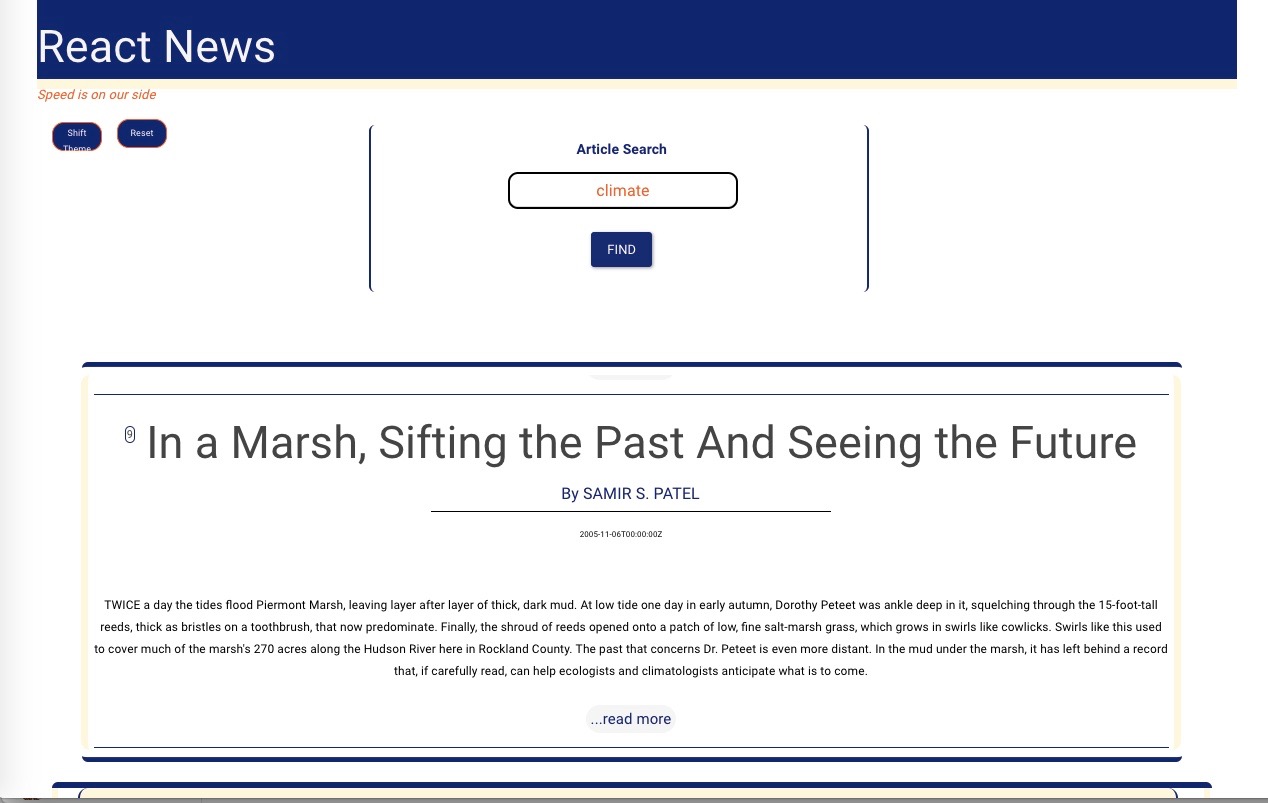 React News
Speed is on our side
Shift
Theme
Reset
Article Search
climate
FIND
9
In a Marsh, Sifting the Past And Seeing the Future
By SAMIR S. PATEL
2005-11-06T00:00:00Z
TWICE a day the tides flood Piermont Marsh, leaving layer after layer of thick, dark mud. At low tide one day in early autumn, Dorothy Peteet was ankle deep in it, squelching through the 15-foot-tall
reeds, thick as bristles on a toothbrush, that now predominate. Finally, the shroud of reeds opened onto a patch of low, fine salt-marsh grass, which grows in swirls like cowlicks. Swirls like this used
to cover much of the marsh's 270 acres along the Hudson River here in Rockland County. The past that concerns Dr. Peteet is even more distant. In the mud under the marsh, it has left behind a record
that, if carefully read, can help ecologists and climatologists anticipate what is to come.
...read more